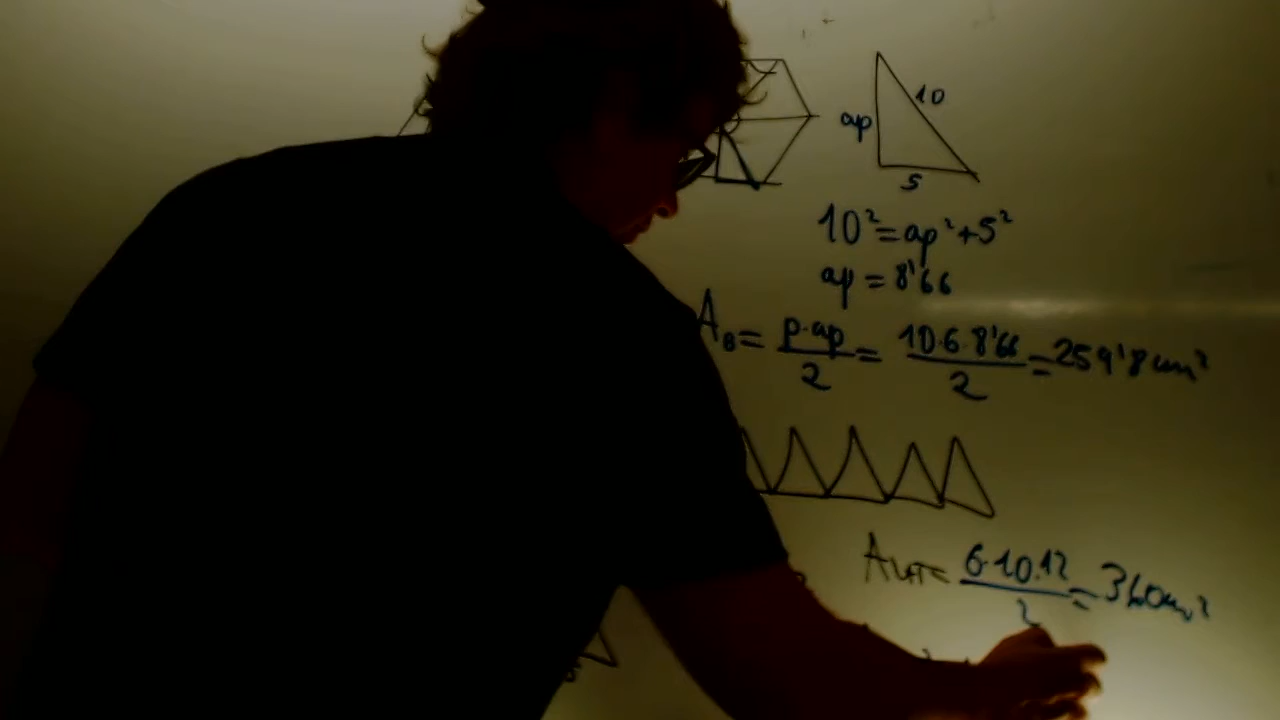 10
ap
5
10² = ap² + 5²
ap = 8'66
A_B = p·ap / 2 = 10·6·8'66 / 2 = 259'8 cm²
A_LAT = 6·10·12 / 2 = 360 cm²